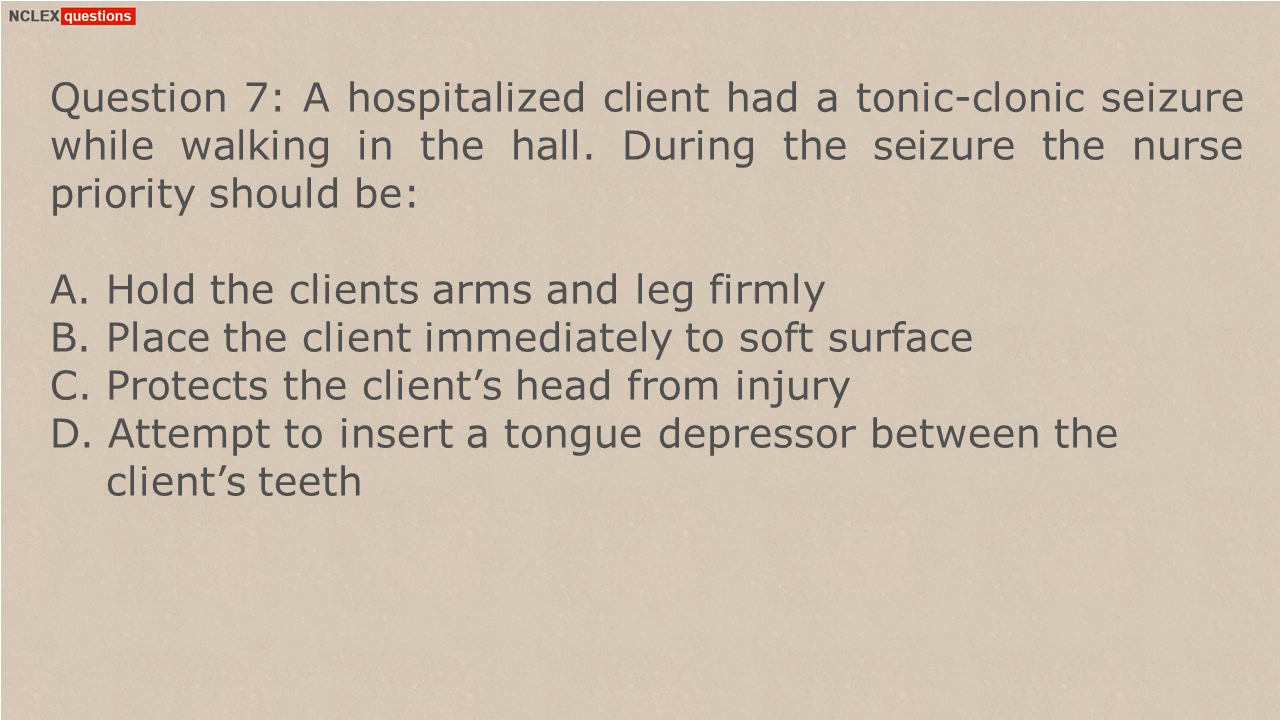 NCLEX questions
Question 7: A hospitalized client had a tonic-clonic seizure
while walking in the hall. During the seizure the nurse
priority should be:
A. Hold the clients arms and leg firmly
B. Place the client immediately to soft surface
C. Protects the client’s head from injury
D. Attempt to insert a tongue depressor between the
client’s teeth